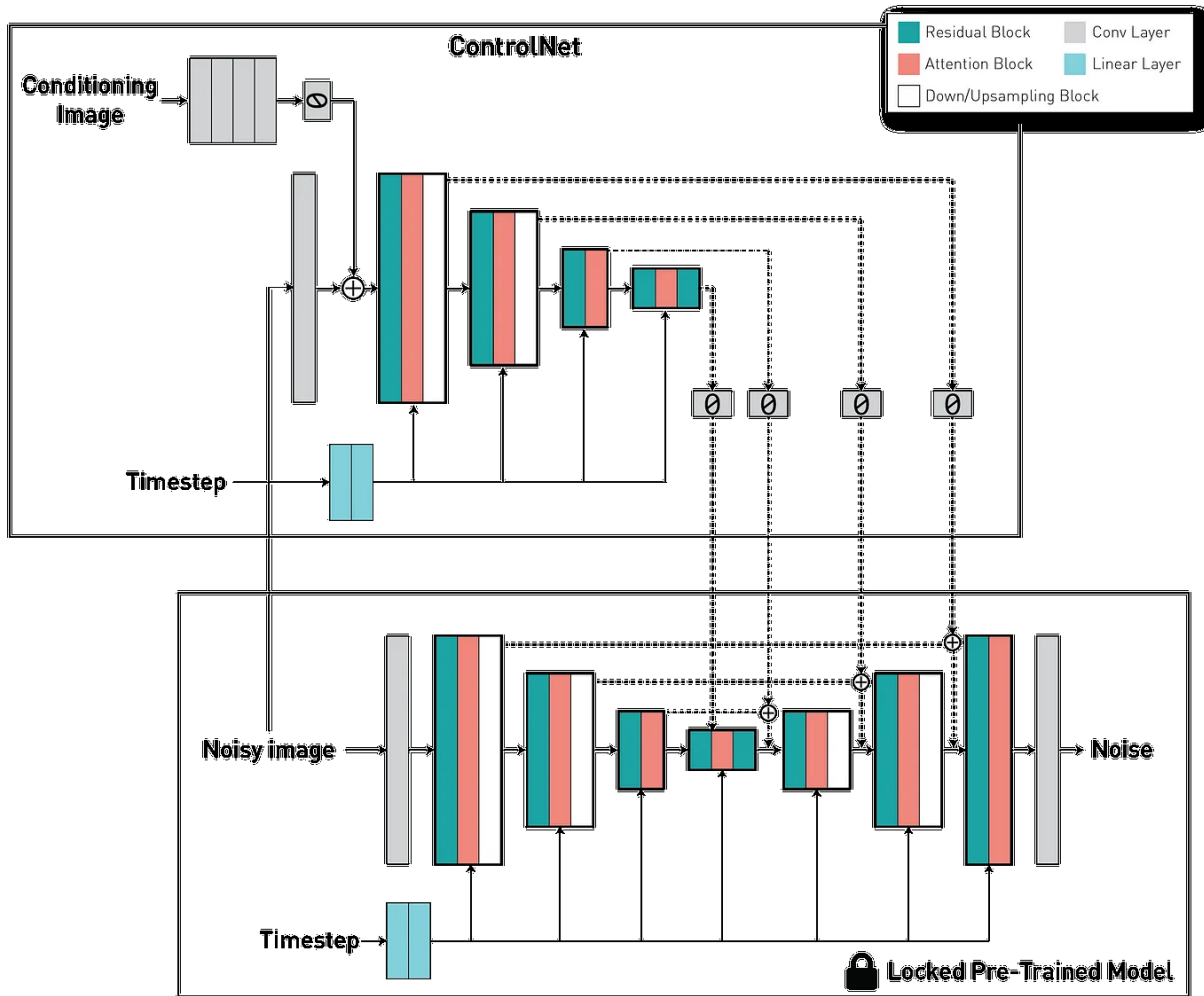 ControlNet
Residual Block
Conv Layer
Attention Block
Linear Layer
Down/Upsampling Block
Conditioning
Image
0
0
0
0
0
Timestep
Noisy image
Noise
Timestep
Locked Pre-Trained Model